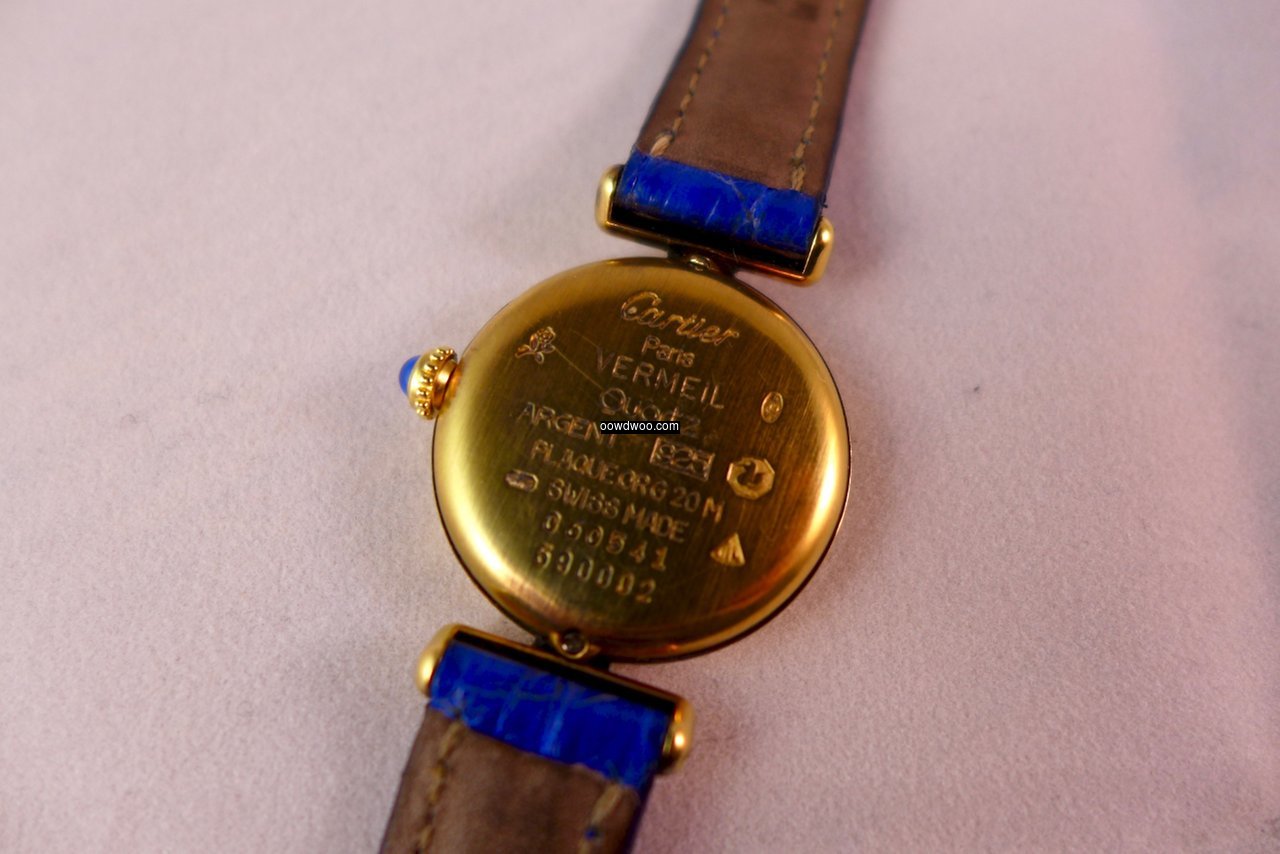 Cartier
Paris
VERMEIL
Quartz
oowdwoo.com
ARGENT 925
PLAQUE OR G 20 M
SWISS MADE
590002